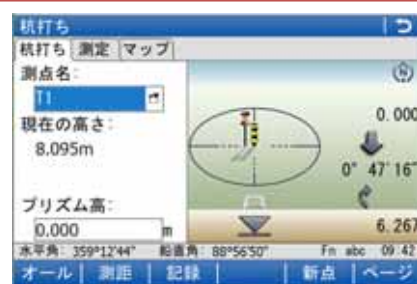 杭打ち
杭打ち 測定 マップ
測点名:
T1
現在の高さ:
8.095m
プリズム高:
0.000 m
N
0.000
0° 47'16"
6.267
水平角: 359°12'44" 鉛直角: 88°56'50" Fn abc 09:42
オール 測距 記録 新点 ページ